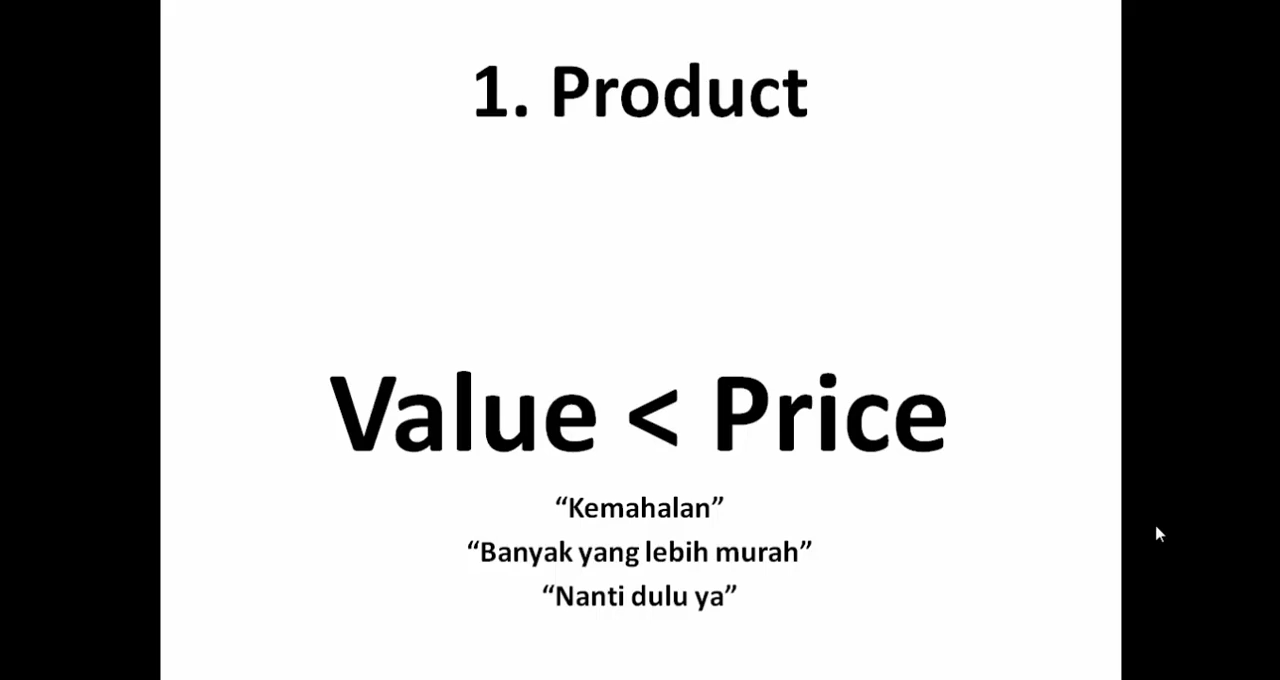 1. Product
Value < Price
“Kemahalan”
“Banyak yang lebih murah”
“Nanti dulu ya”